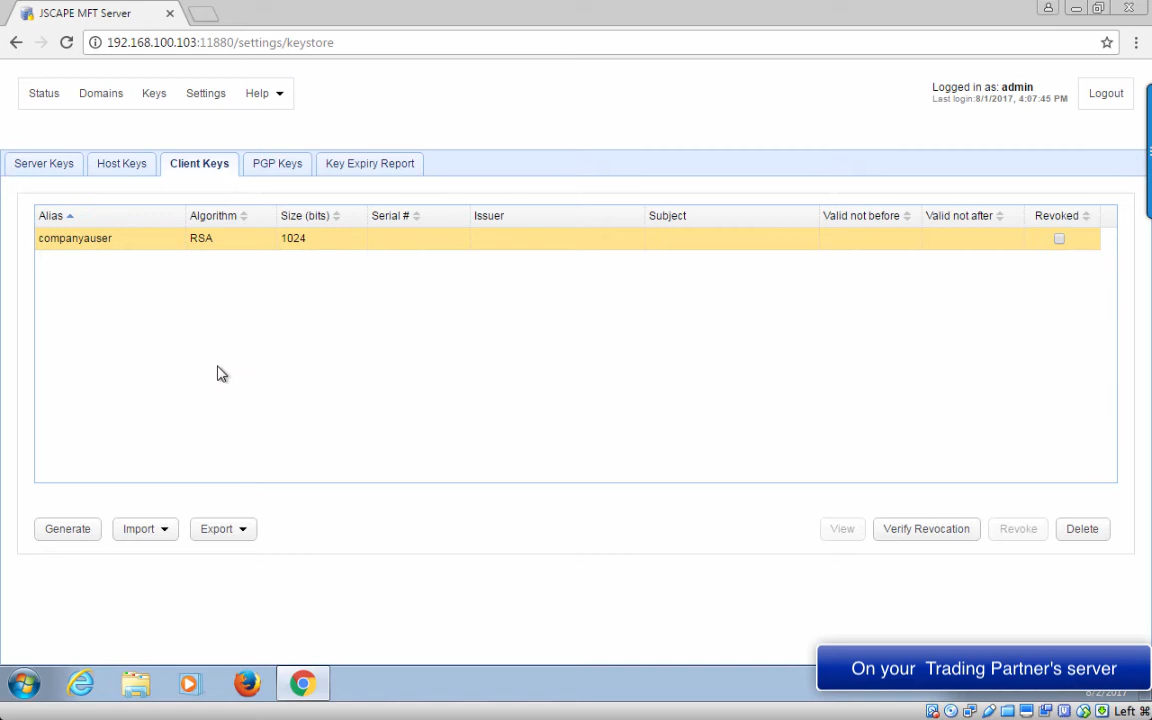 JSCAPE MFT Server
192.168.100.103:11880/settings/keystore
Status Domains Keys Settings Help
Logged in as: admin
Last login:8/1/2017, 4:07:45 PM
Logout
Server Keys Host Keys Client Keys PGP Keys Key Expiry Report
Alias Algorithm Size (bits) Serial # Issuer Subject Valid not before Valid not after Revoked
companyauser RSA 1024
Generate Import Export View Verify Revocation Revoke Delete
On your Trading Partner's server
8/2/2017
Left ⌘